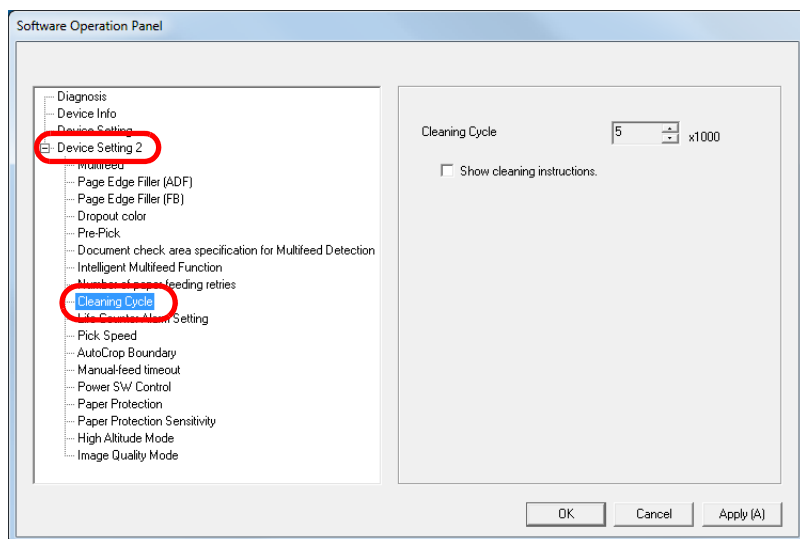 Software Operation Panel
Diagnosis
Device Info
Device Setting
Device Setting 2
Multifeed
Page Edge Filler (ADF)
Page Edge Filler (FB)
Dropout color
Pre-Pick
Document check area specification for Multifeed Detection
Intelligent Multifeed Function
Number of paper feeding retries
Cleaning Cycle
Life Counter Alarm Setting
Pick Speed
AutoCrop Boundary
Manual-feed timeout
Power SW Control
Paper Protection
Paper Protection Sensitivity
High Altitude Mode
Image Quality Mode
Cleaning Cycle 5 x1000
Show cleaning instructions.
OK Cancel Apply (A)